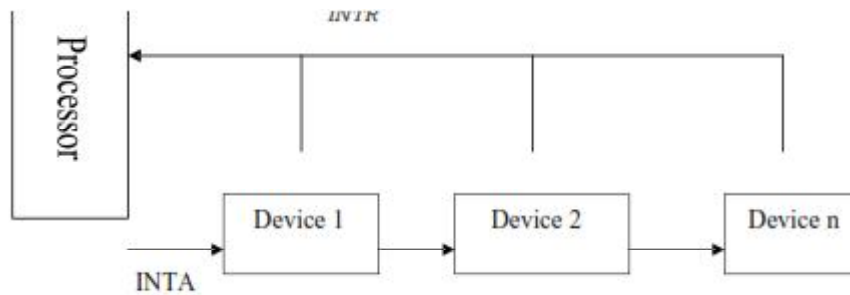 INTR
Processor
Device 1
Device 2
Device n
INTA